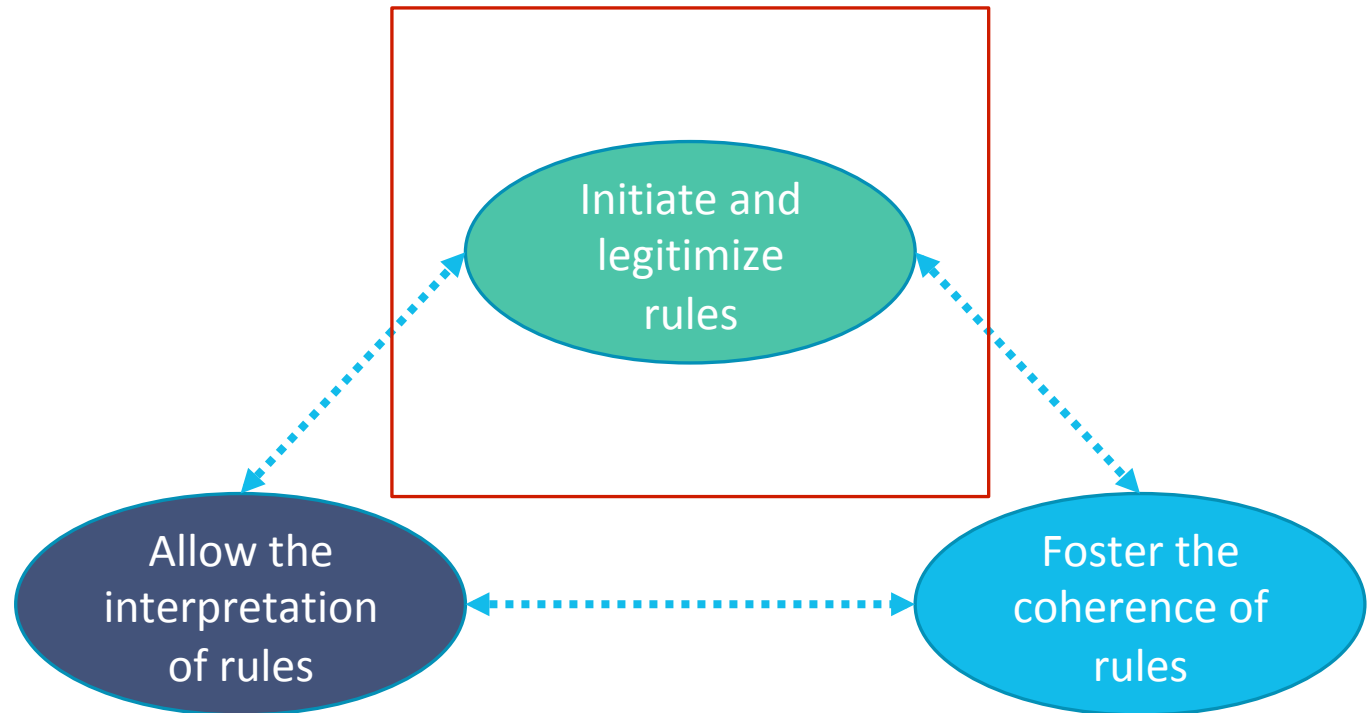 Initiate and
legitimize
rules
Allow the
interpretation
of rules
Foster the
coherence of
rules